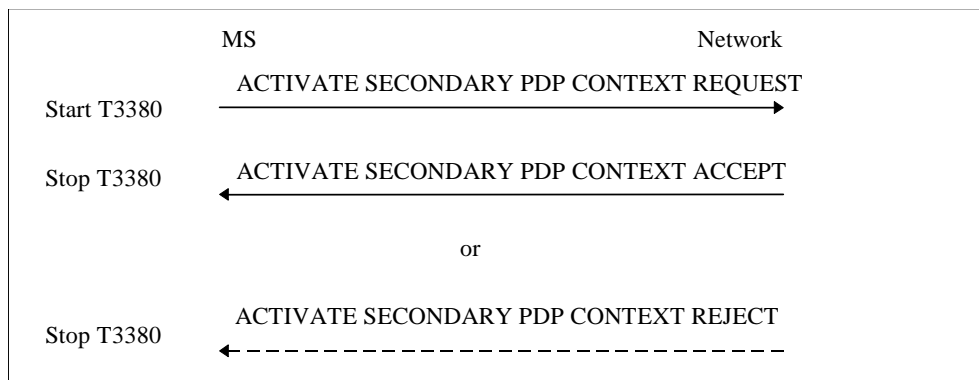 MS Network
ACTIVATE SECONDARY PDP CONTEXT REQUEST
Start T3380
ACTIVATE SECONDARY PDP CONTEXT ACCEPT
Stop T3380
or
ACTIVATE SECONDARY PDP CONTEXT REJECT
Stop T3380